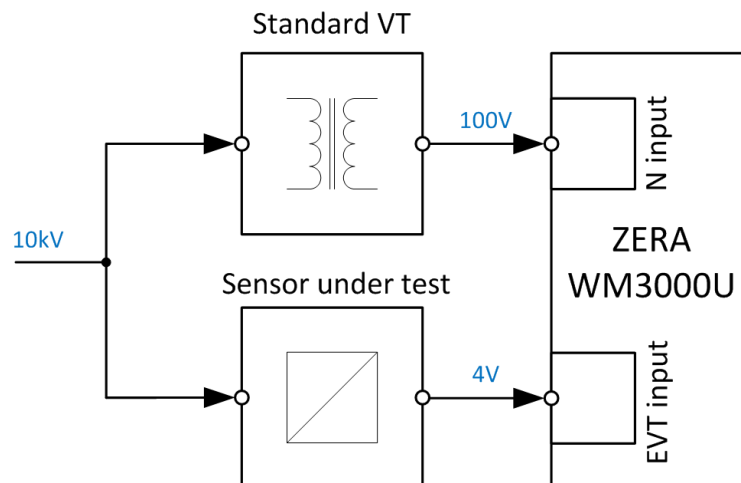 Standard VT
100V
N input
10kV
ZERA
WM3000U
Sensor under test
4V
EVT input